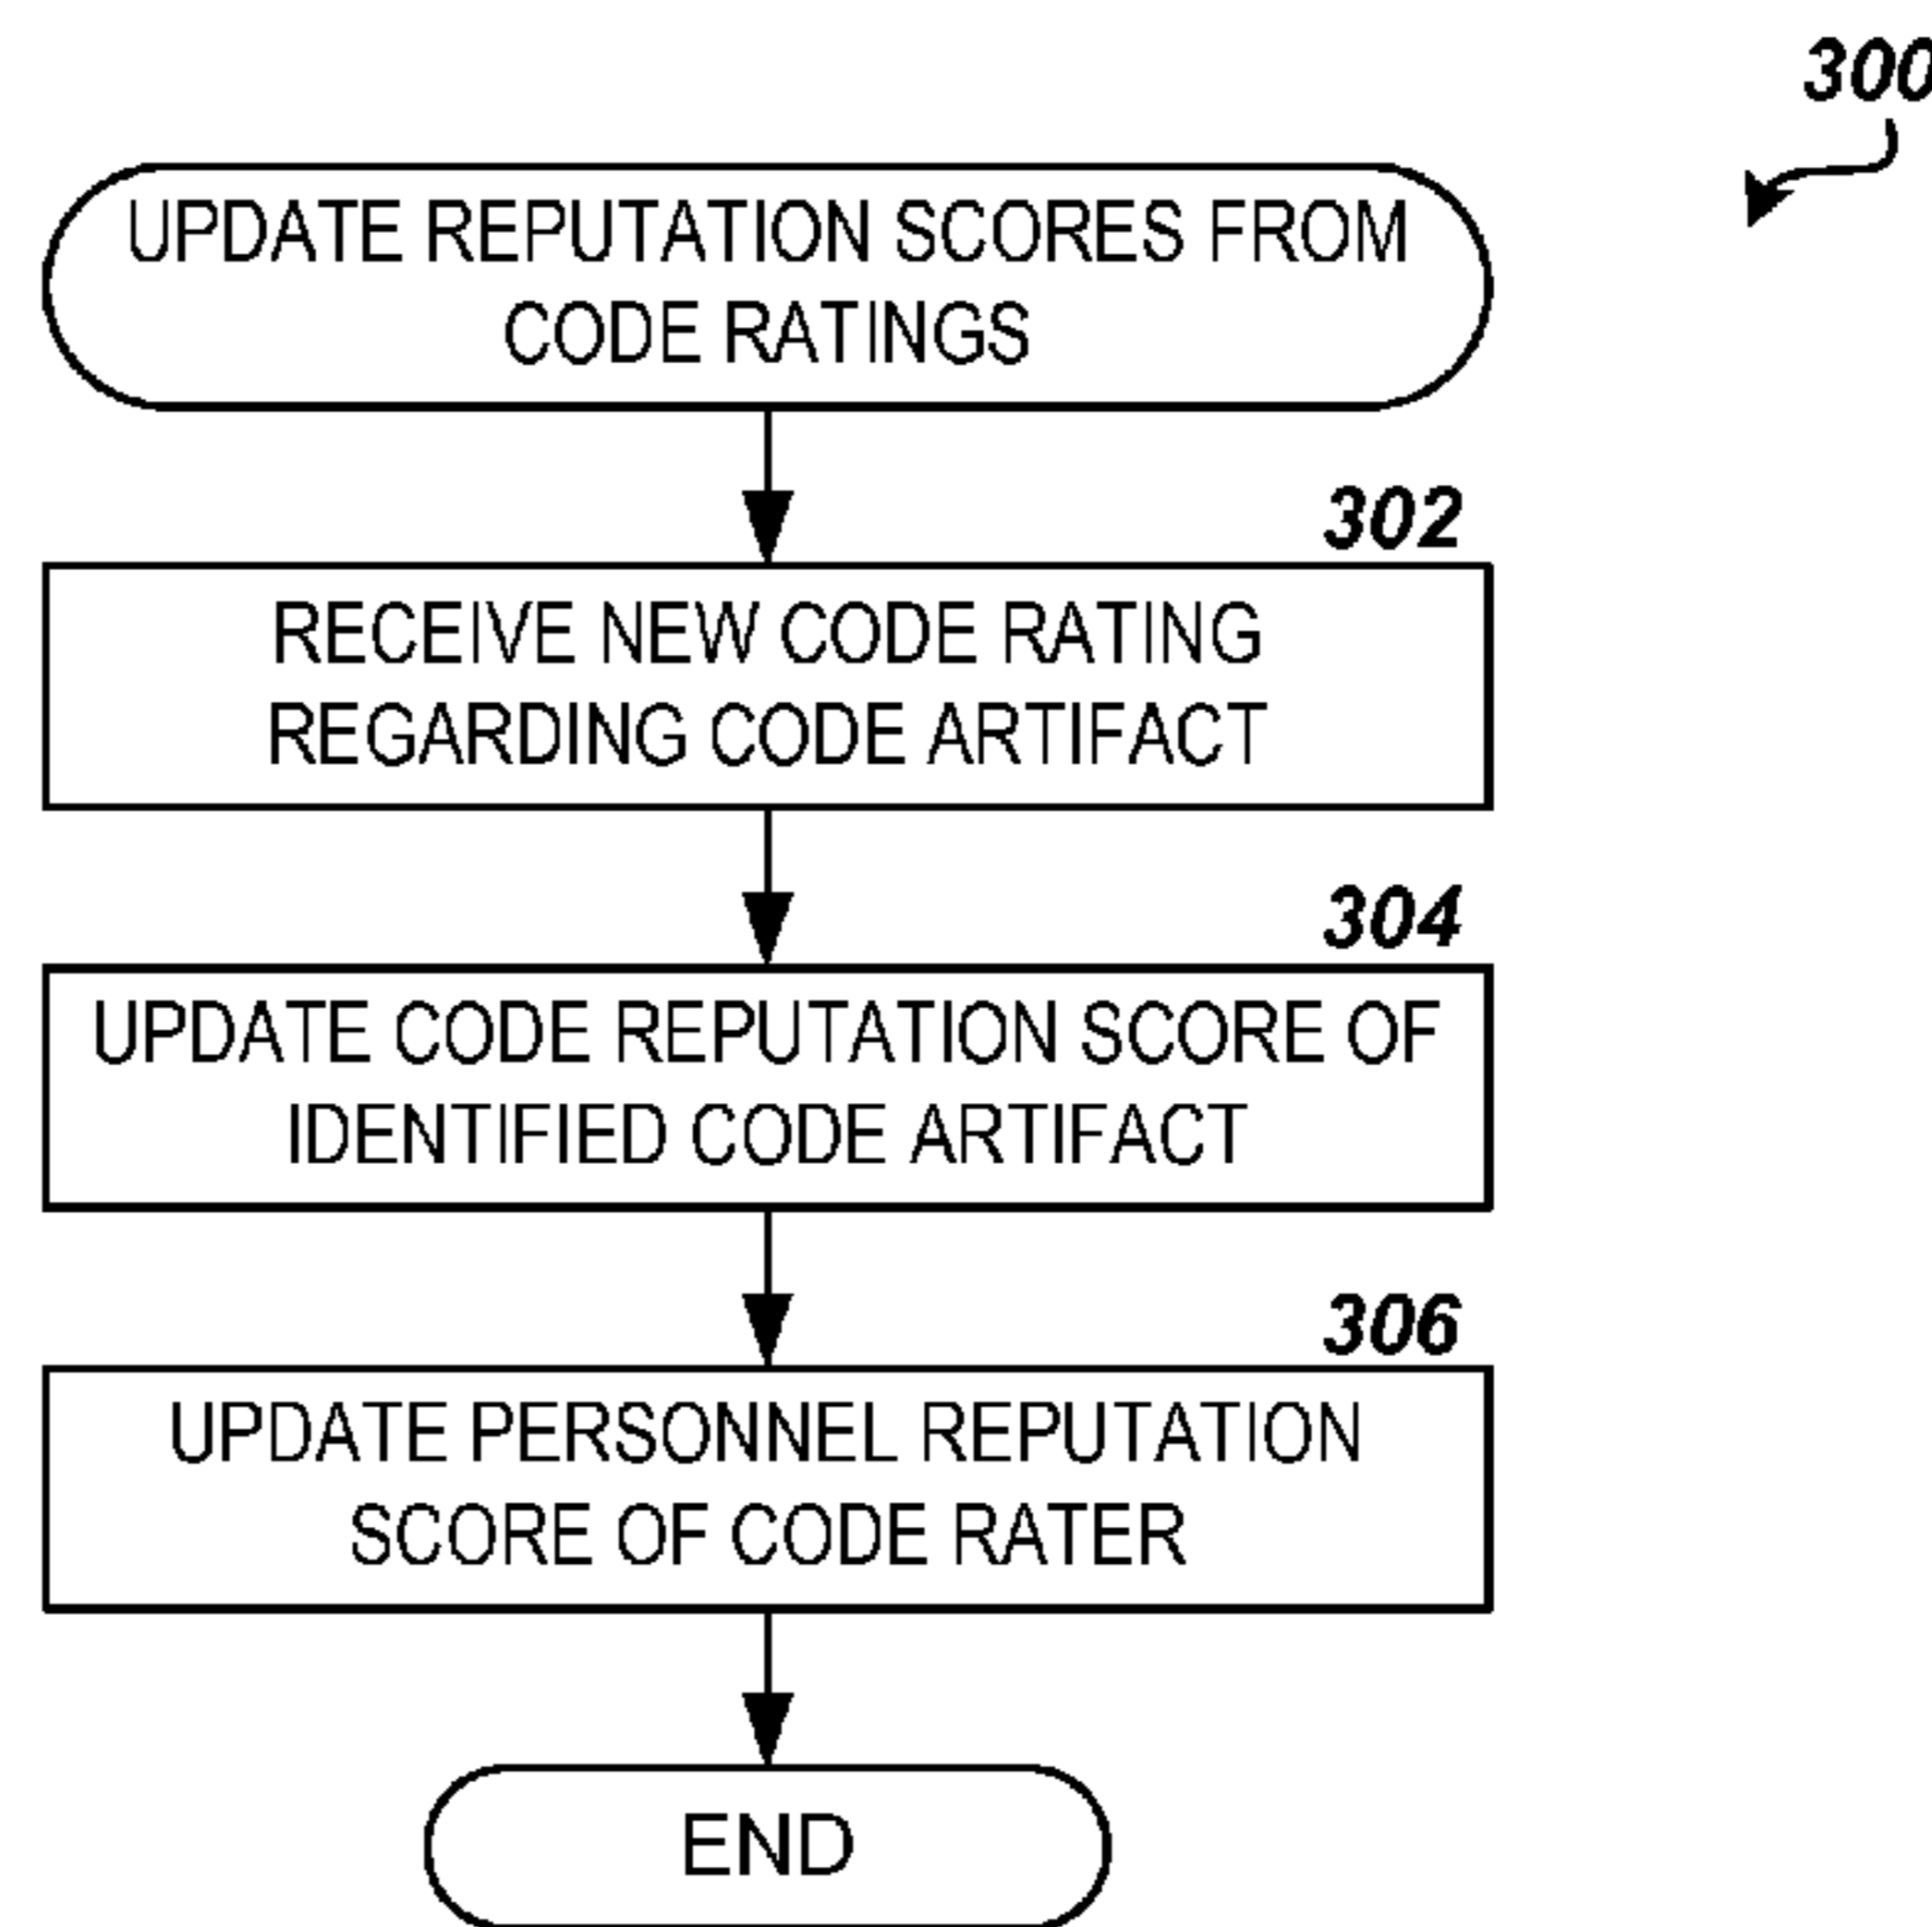 300
UPDATE REPUTATION SCORES FROM
CODE RATINGS
302
RECEIVE NEW CODE RATING
REGARDING CODE ARTIFACT
304
UPDATE CODE REPUTATION SCORE OF
IDENTIFIED CODE ARTIFACT
306
UPDATE PERSONNEL REPUTATION
SCORE OF CODE RATER
END